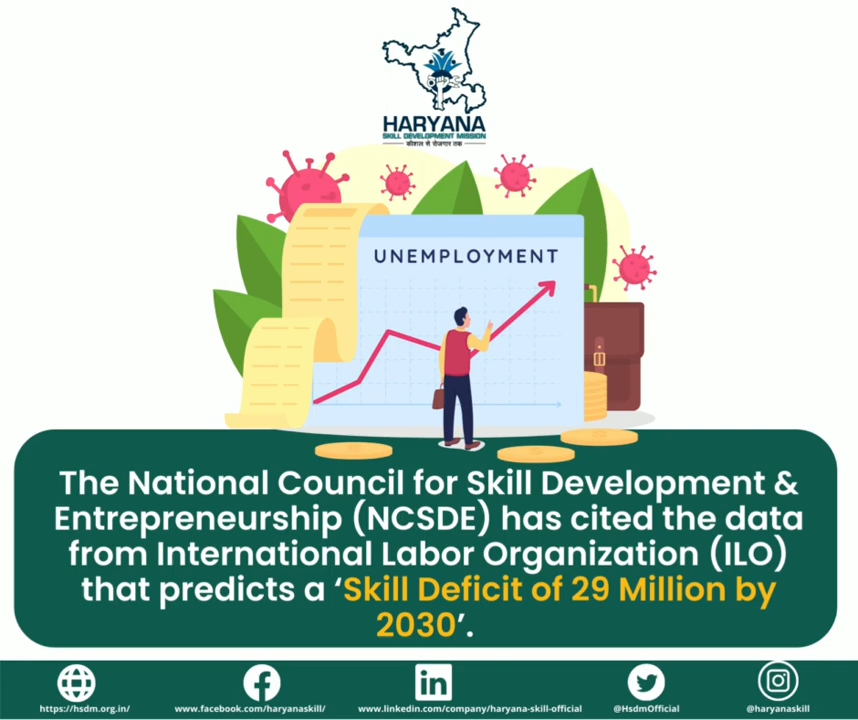 HARYANA
SKILL DEVELOPMENT MISSION
कौशल से रोजगार तक
UNEMPLOYMENT
The National Council for Skill Development &
Entrepreneurship (NCSDE) has cited the data
from International Labor Organization (ILO)
that predicts a ‘Skill Deficit of 29 Million by
2030’.
https://hsdm.org.in/
www.facebook.com/haryanaskill/
www.linkedin.com/company/haryana-skill-official
@HsdmOfficial
@haryanaskill